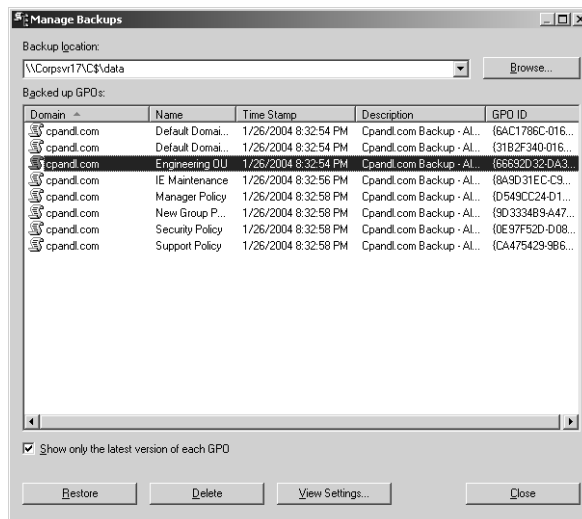 Manage Backups
Backup location:
\\Corpsvr17\C$\data
Browse...
Backed up GPOs:
Domain Name Time Stamp Description GPO ID
cpandl.com Default Domai... 1/26/2004 8:32:54 PM Cpandl.com Backup - Al... {6AC1786C-016...
cpandl.com Default Domai... 1/26/2004 8:32:54 PM Cpandl.com Backup - Al... {31B2F340-016...
cpandl.com Engineering OU 1/26/2004 8:32:54 PM Cpandl.com Backup - Al... {66692D32-DA3...
cpandl.com IE Maintenance 1/26/2004 8:32:56 PM Cpandl.com Backup - Al... {8A9D31EC-C9...
cpandl.com Manager Policy 1/26/2004 8:32:58 PM Cpandl.com Backup - Al... {D549CC24-D1...
cpandl.com New Group P... 1/26/2004 8:32:58 PM Cpandl.com Backup - Al... {9D3334B9-A47...
cpandl.com Security Policy 1/26/2004 8:32:58 PM Cpandl.com Backup - Al... {0E97F52D-D08...
cpandl.com Support Policy 1/26/2004 8:32:58 PM Cpandl.com Backup - Al... {CA475429-9B6...
Show only the latest version of each GPO
Restore Delete View Settings... Close